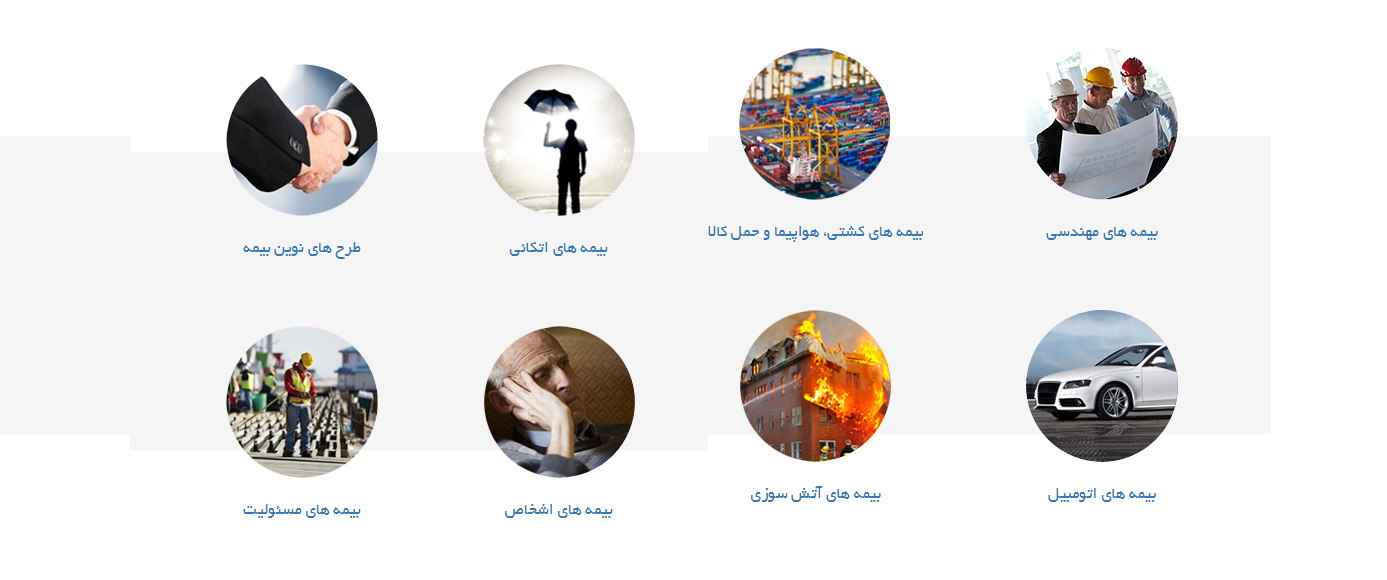 بیمه های مهندسی
بیمه های کشتی، هواپیما و حمل کالا
بیمه های اتکائی
طرح های نوین بیمه
بیمه های اتومبیل
بیمه های آتش سوزی
بیمه های اشخاص
بیمه های مسئولیت